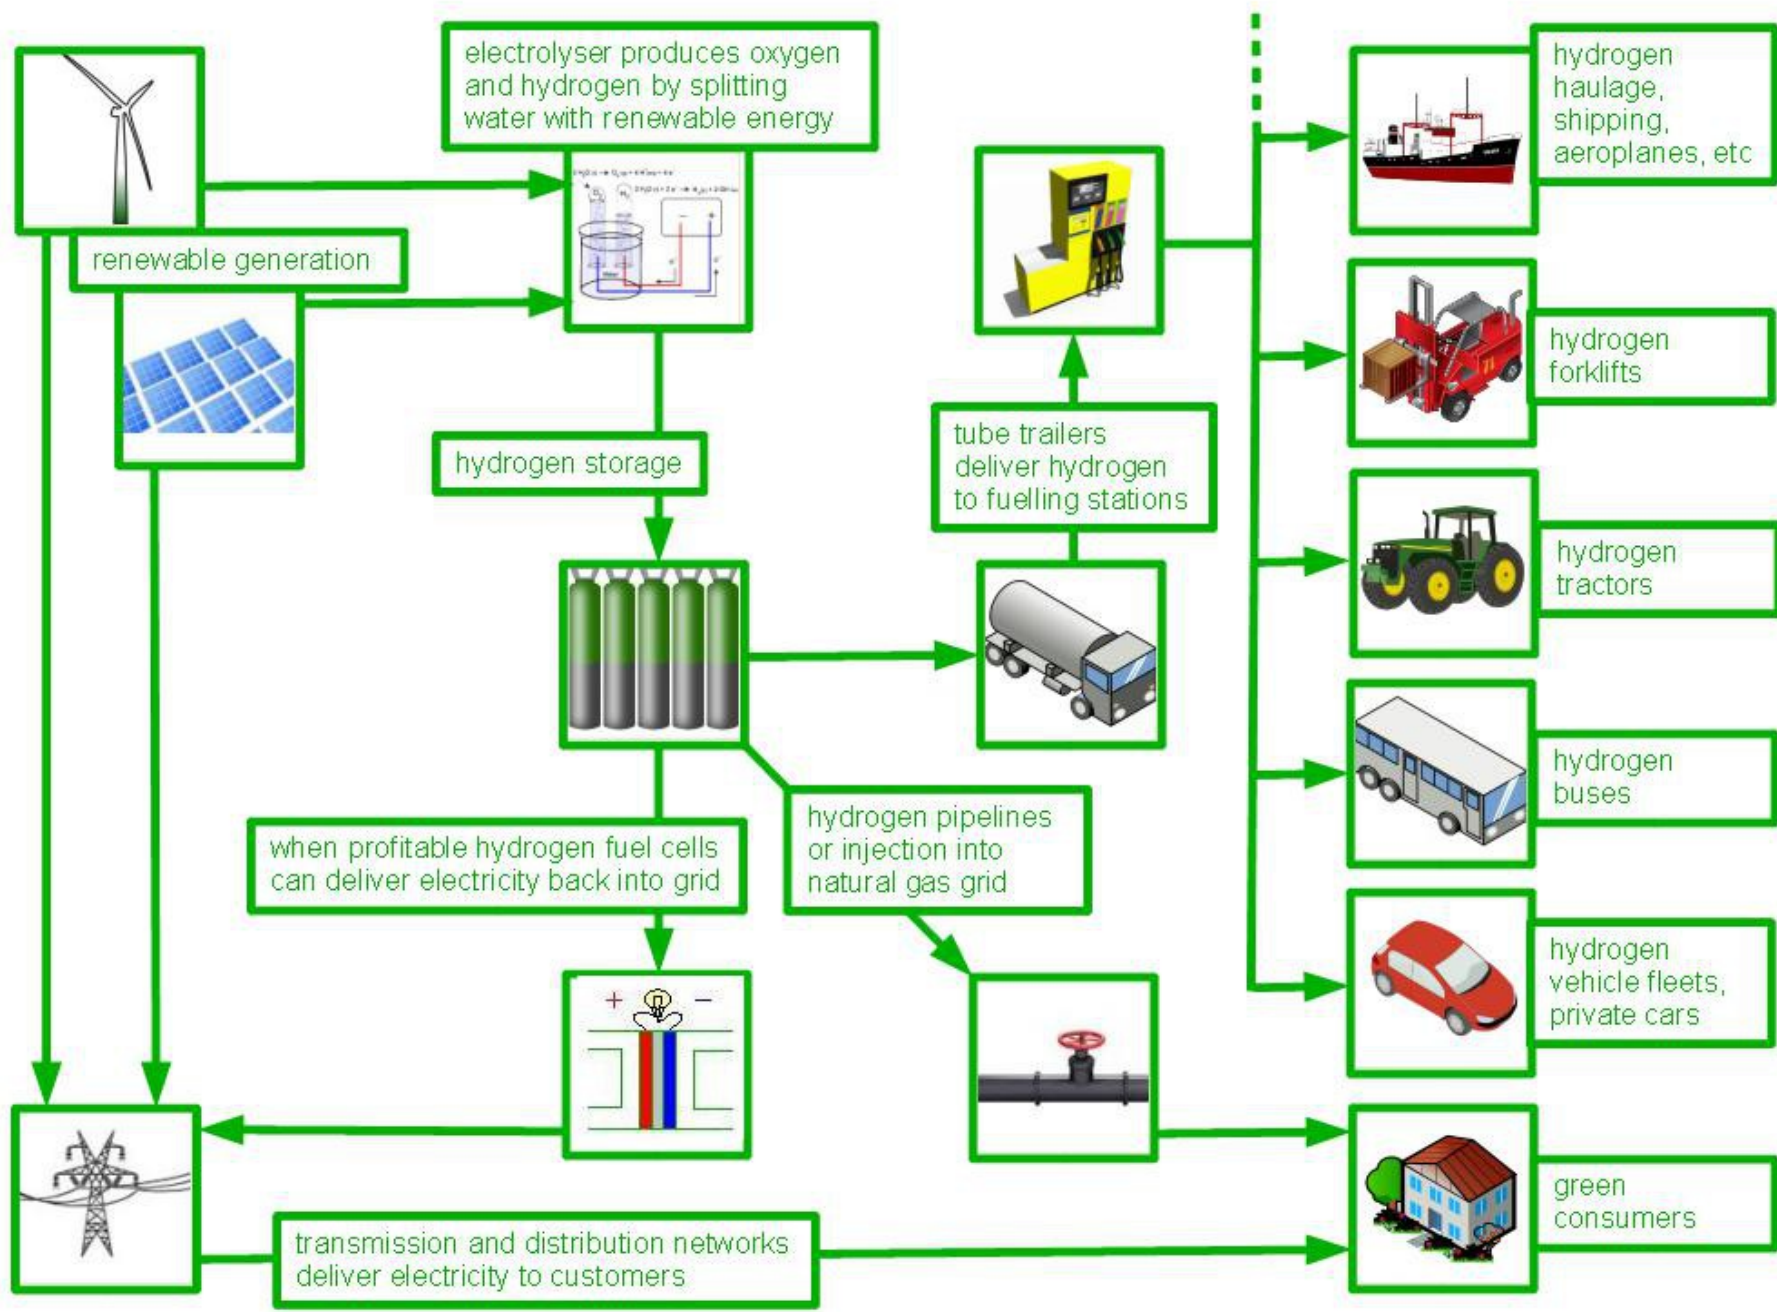 electrolyser produces oxygen
and hydrogen by splitting
water with renewable energy
hydrogen
haulage,
shipping,
aeroplanes, etc
renewable generation
Water
hydrogen
forklifts
71
tube trailers
deliver hydrogen
to fuelling stations
hydrogen storage
hydrogen
tractors
hydrogen
buses
when profitable hydrogen fuel cells
can deliver electricity back into grid
hydrogen pipelines
or injection into
natural gas grid
hydrogen
vehicle fleets,
private cars
+ −
green
consumers
transmission and distribution networks
deliver electricity to customers